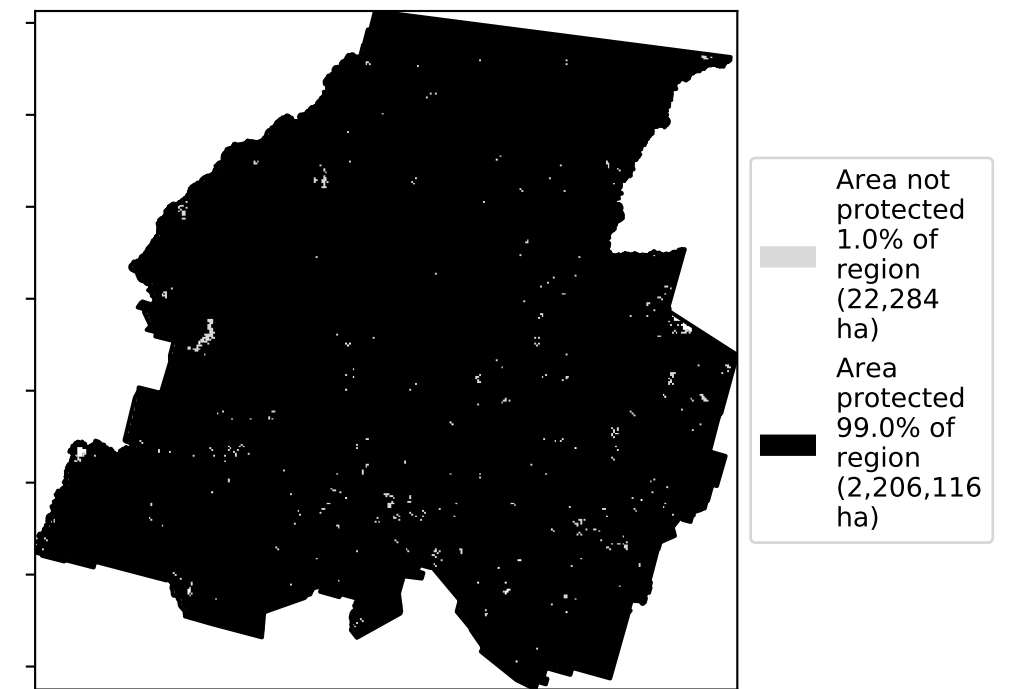 Area not
protected
1.0% of
region
(22,284
ha)
Area
protected
99.0% of
region
(2,206,116
ha)